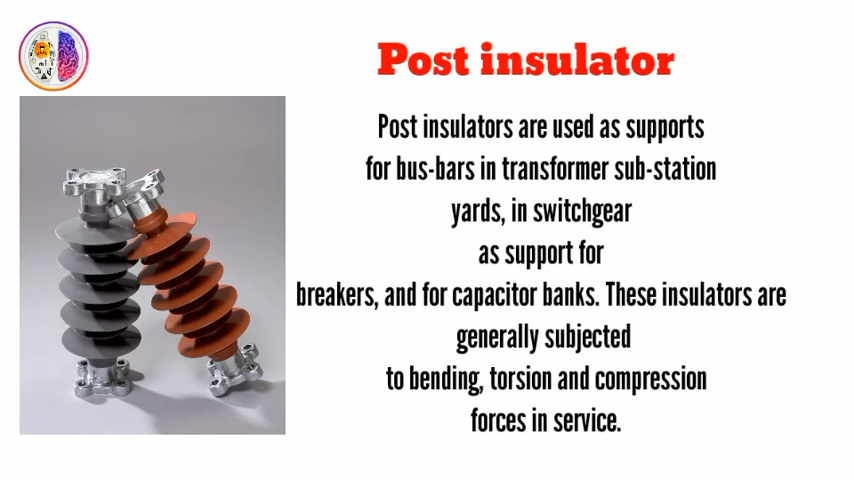 Post insulator
Post insulators are used as supports
for bus-bars in transformer sub-station
yards, in switchgear
as support for
breakers, and for capacitor banks. These insulators are
generally subjected
to bending, torsion and compression
forces in service.